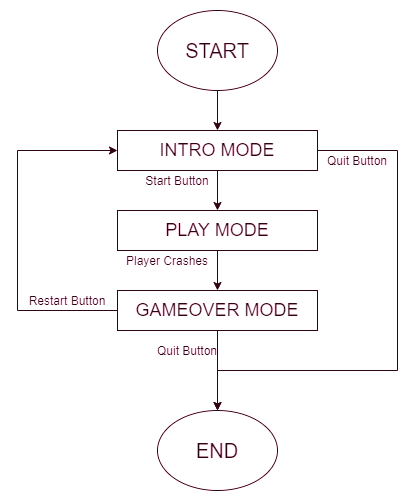 START
INTRO MODE
Quit Button
Start Button
PLAY MODE
Player Crashes
GAMEOVER MODE
Restart Button
Quit Button
END